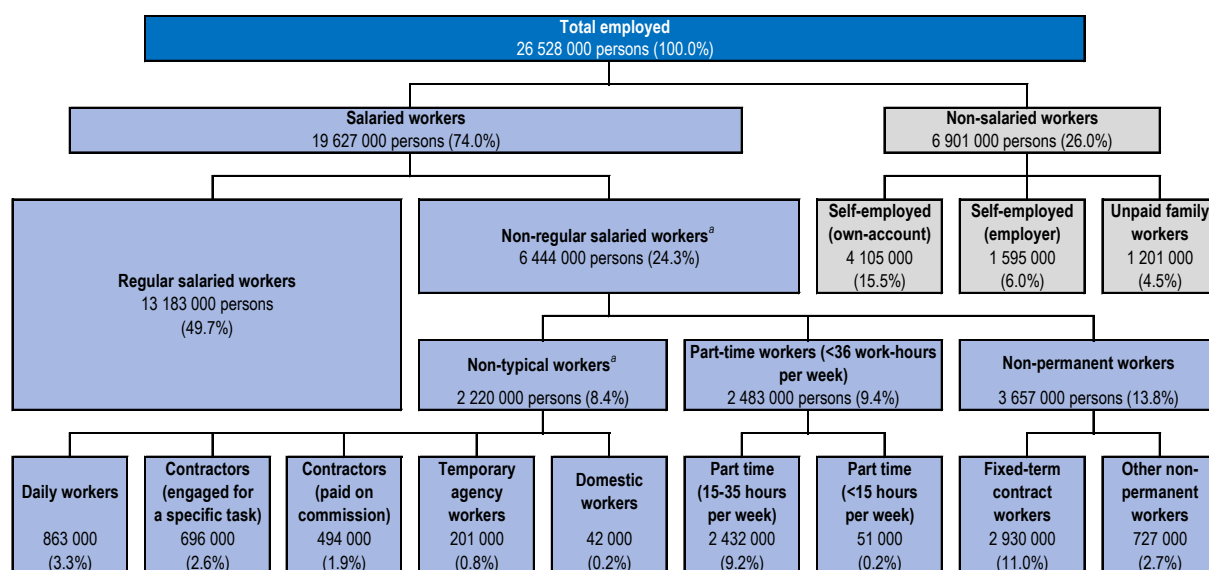 Total employed
26 528 000 persons (100.0%)
Salaried workers
19 627 000 persons (74.0%)
Non-salaried workers
6 901 000 persons (26.0%)
Regular salaried workers
13 183 000 persons
(49.7%)
Non-regular salaried workersᵃ
6 444 000 persons (24.3%)
Self-employed
(own-account)
4 105 000
(15.5%)
Self-employed
(employer)
1 595 000
(6.0%)
Unpaid family
workers
1 201 000
(4.5%)
Non-typical workersᵃ
2 220 000 persons (8.4%)
Part-time workers (<36 work-hours
per week)
2 483 000 persons (9.4%)
Non-permanent workers
3 657 000 persons (13.8%)
Daily workers
863 000
(3.3%)
Contractors
(engaged for
a specific task)
696 000
(2.6%)
Contractors
(paid on
commission)
494 000
(1.9%)
Temporary
agency
workers
201 000
(0.8%)
Domestic
workers
42 000
(0.2%)
Part time
(15-35 hours
per week)
2 432 000
(9.2%)
Part time
(<15 hours
per week)
51 000
(0.2%)
Fixed-term
contract
workers
2 930 000
(11.0%)
Other non-
permanent
workers
727 000
(2.7%)